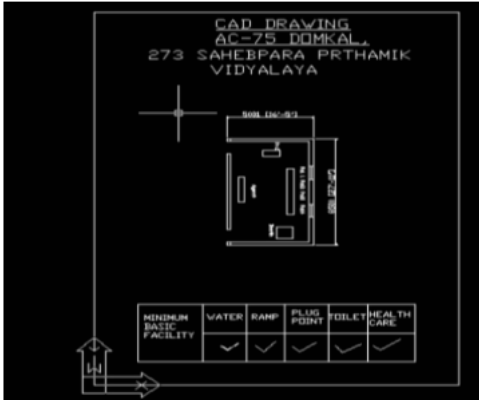 CAD DRAWING
AC-75 DOMKAL,
273 SAHEBPARA PRTHAMIK
VIDYALAYA
MINIMUM BASIC FACILITY WATER RAMP PLUG POINT TOILET HEALTH CARE
W
X